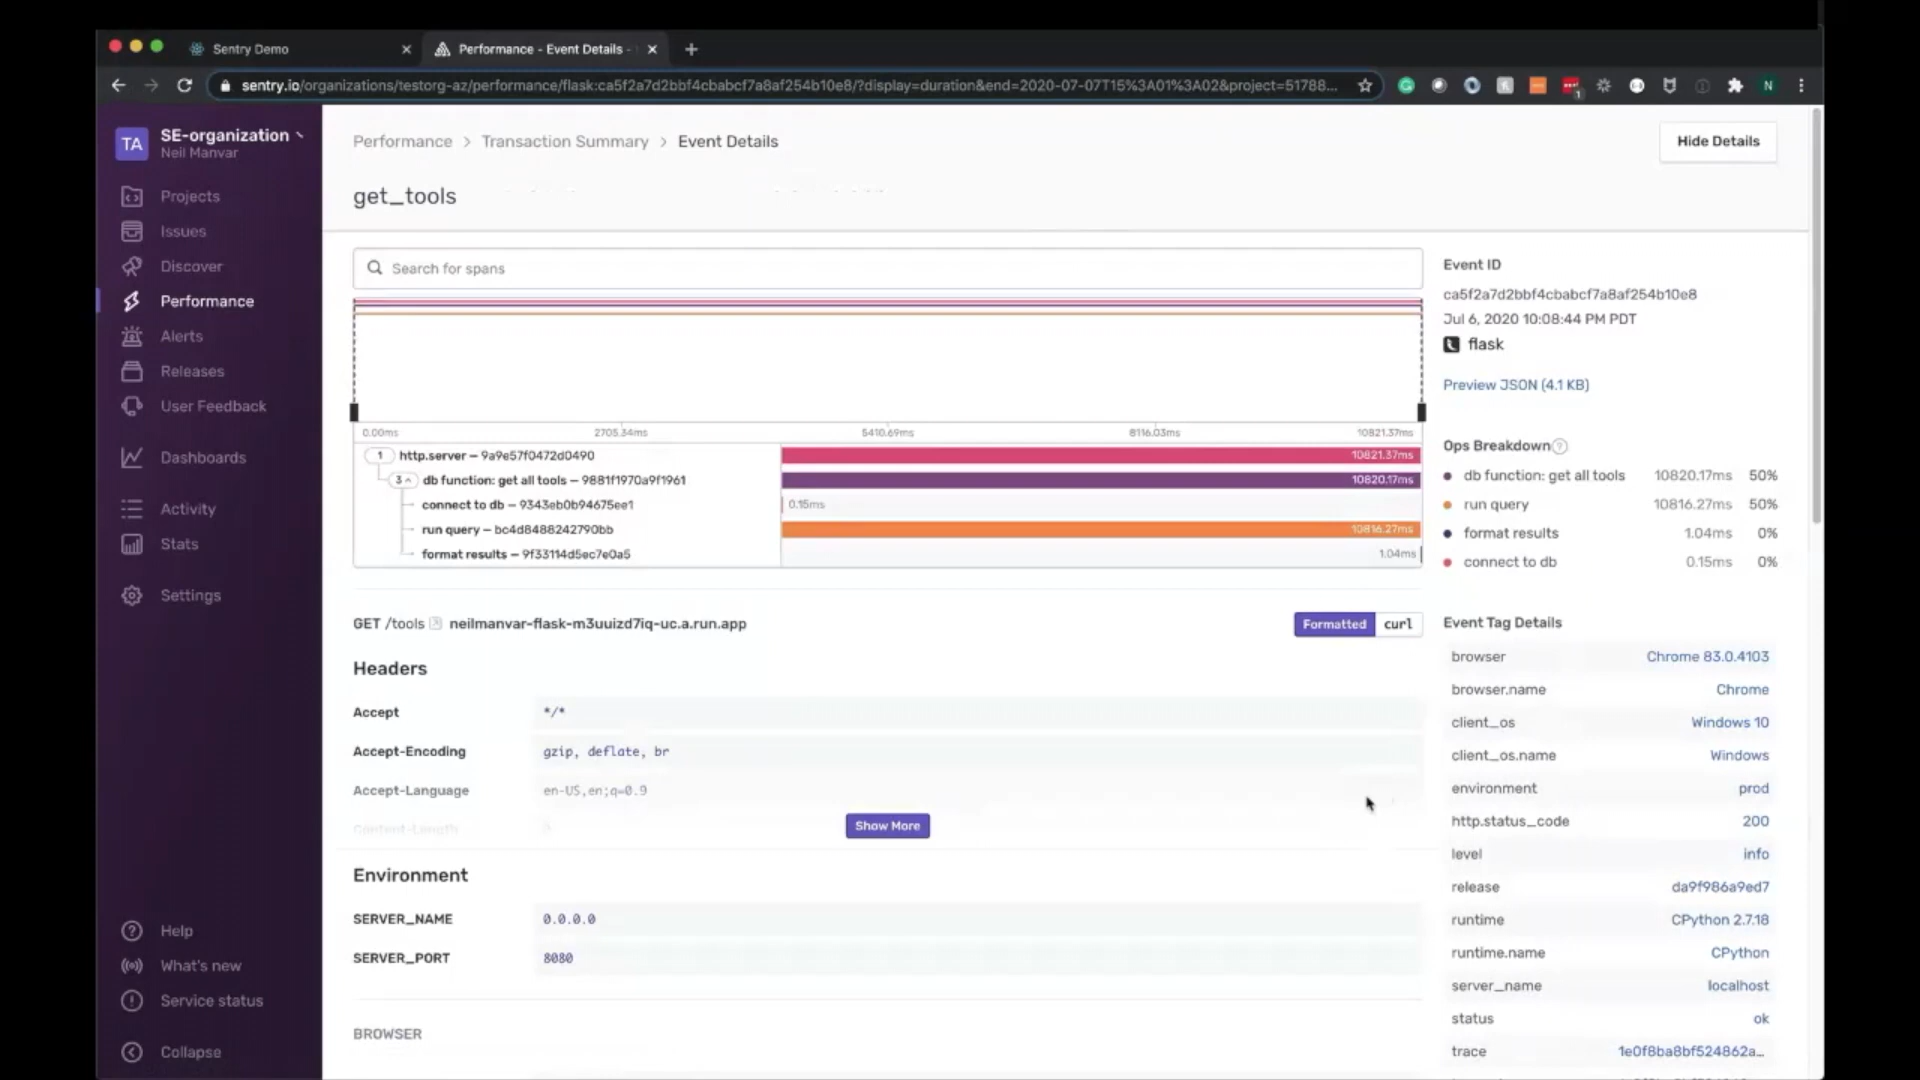 Sentry Demo
Performance - Event Details -
sentry.io/organizations/testorg-az/performance/flask:ca5f2a7d2bbf4cbabcf7a8af254b10e8/?display=duration&end=2020-07-07T15%3A01%3A02&project=51788...
N
1
TA
SE-organization
Neil Manvar
Projects
Issues
Discover
Performance
Alerts
Releases
User Feedback
Dashboards
Activity
Stats
Settings
Help
What's new
Service status
Collapse
Performance > Transaction Summary > Event Details
Hide Details
get_tools
Search for spans
0.00ms 2705.34ms 5410.69ms 8116.03ms 10821.37ms
1 http.server – 9a9e57f0472d0490 10821.37ms
3 db function: get all tools – 9881f1970a9f1961 10820.17ms
connect to db – 9343eb0b94675ee1 0.15ms
run query – bc4d8488242790bb 10816.27ms
format results – 9f33114d5ec7e0a5 1.04ms
GET /tools neilmanvar-flask-m3uuizd7iq-uc.a.run.app
Formatted curl
Headers
Accept */*
Accept-Encoding gzip, deflate, br
Accept-Language en-US,en;q=0.9
Content-Length
Show More
Environment
SERVER_NAME 0.0.0.0
SERVER_PORT 8080
BROWSER
Event ID
ca5f2a7d2bbf4cbabcf7a8af254b10e8
Jul 6, 2020 10:08:44 PM PDT
flask
Preview JSON (4.1 KB)
Ops Breakdown ?
db function: get all tools 10820.17ms 50%
run query 10816.27ms 50%
format results 1.04ms 0%
connect to db 0.15ms 0%
Event Tag Details
browser Chrome 83.0.4103
browser.name Chrome
client_os Windows 10
client_os.name Windows
environment prod
http.status_code 200
level info
release da9f986a9ed7
runtime CPython 2.7.18
runtime.name CPython
server_name localhost
status ok
trace 1e0f8ba8bf524862a...